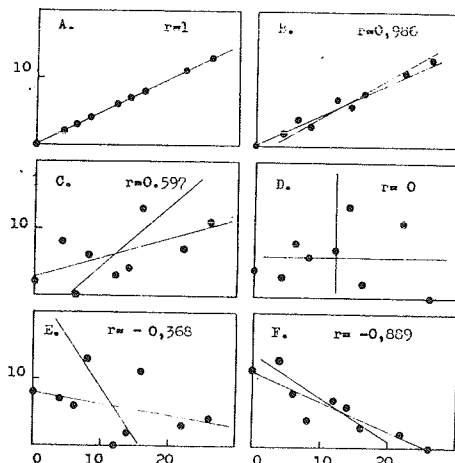 A. r=1
B. r=0,986
10
C. r=0.597
D. r= 0
10
E. r= - 0,368
F. r= -0,889
10
0 10 20 0 10 20